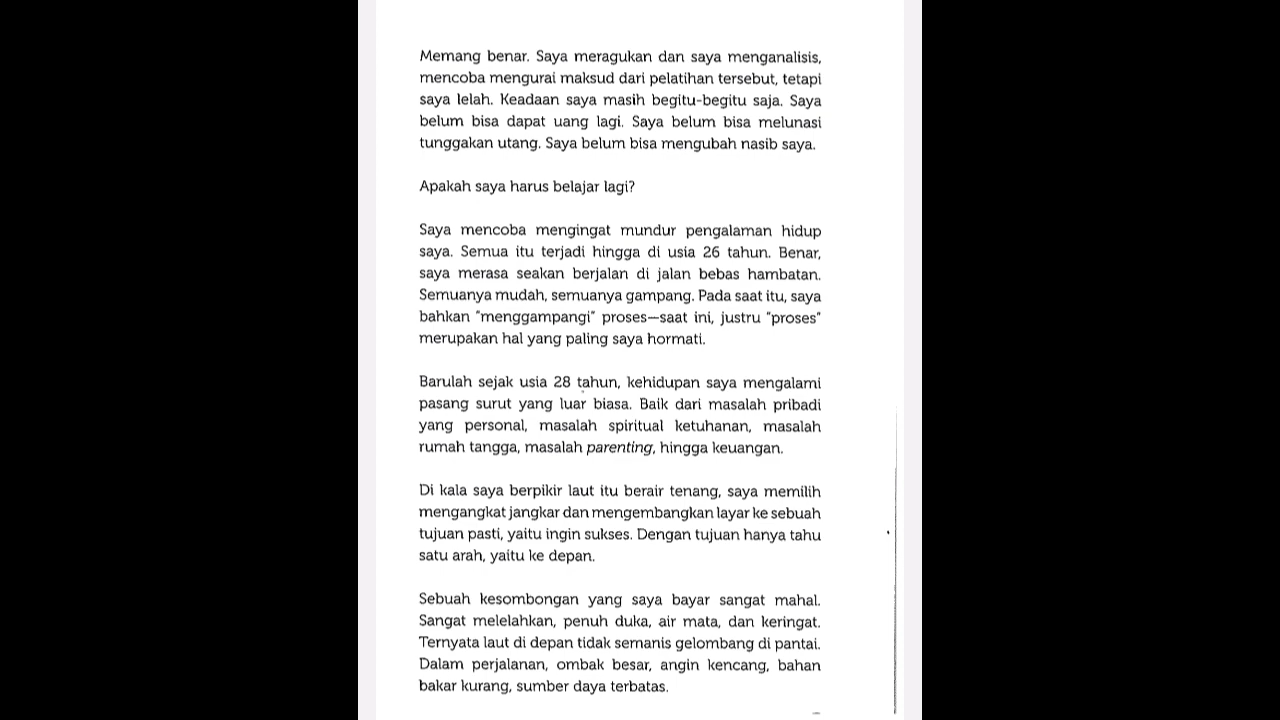 Memang benar. Saya meragukan dan saya menganalisis,
mencoba mengurai maksud dari pelatihan tersebut, tetapi
saya lelah. Keadaan saya masih begitu-begitu saja. Saya
belum bisa dapat uang lagi. Saya belum bisa melunasi
tunggakan utang. Saya belum bisa mengubah nasib saya.
Apakah saya harus belajar lagi?
Saya mencoba mengingat mundur pengalaman hidup
saya. Semua itu terjadi hingga di usia 26 tahun. Benar,
saya merasa seakan berjalan di jalan bebas hambatan.
Semuanya mudah, semuanya gampang. Pada saat itu, saya
bahkan "menggampangi" proses—saat ini, justru "proses"
merupakan hal yang paling saya hormati.
Barulah sejak usia 28 tahun, kehidupan saya mengalami
pasang surut yang luar biasa. Baik dari masalah pribadi
yang personal, masalah spiritual ketuhanan, masalah
rumah tangga, masalah parenting, hingga keuangan.
Di kala saya berpikir laut itu berair tenang, saya memilih
mengangkat jangkar dan mengembangkan layar ke sebuah
tujuan pasti, yaitu ingin sukses. Dengan tujuan hanya tahu
satu arah, yaitu ke depan.
Sebuah kesombongan yang saya bayar sangat mahal.
Sangat melelahkan, penuh duka, air mata, dan keringat.
Ternyata laut di depan tidak semanis gelombang di pantai.
Dalam perjalanan, ombak besar, angin kencang, bahan
bakar kurang, sumber daya terbatas.